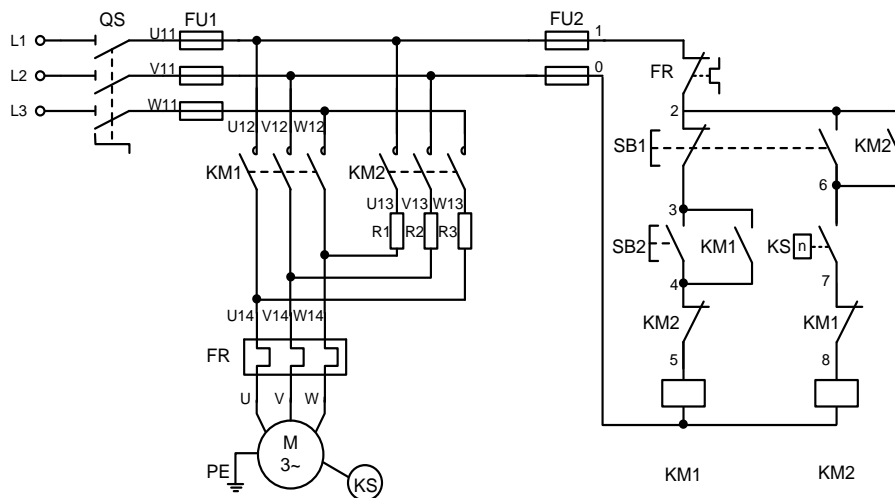 QS FU1 FU2
L1 U11 1
L2 V11 0
L3 W11
FR
2
U12 V12 W12
KM1 KM2
SB1 KM2
6
U13 V13 W13
R1 R2 R3
3
SB2 KM1 KS n
4 7
U14 V14 W14
KM2 KM1
FR 5 8
U V W
M
3~
PE
KS
KM1 KM2